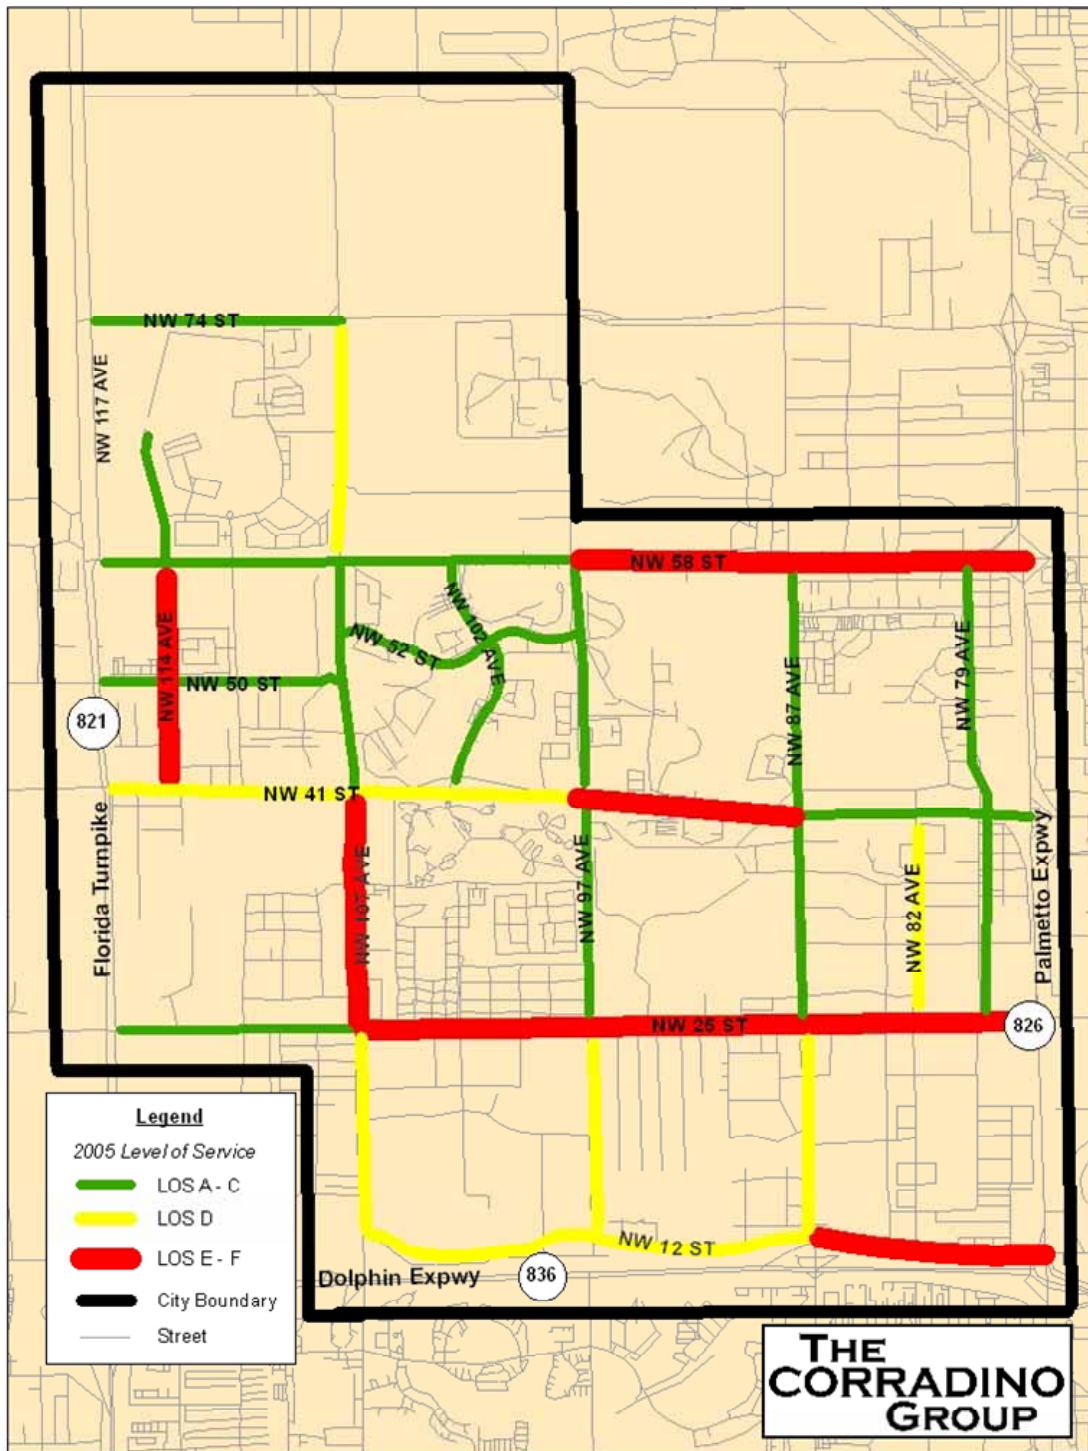 NW 74 ST
NW 117 AVE
NW 58 ST
NW 102 AVE
NW 52 ST
NW 114 AVE
NW 50 ST
NW 87 AVE
NW 79 AVE
821
NW 41 ST
Florida Turnpike
NW 107 AVE
NW 97 AVE
NW 82 AVE
Palmetto Expwy
NW 25 ST
826
Legend
2005 Level of Service
LOS A - C
LOS D
LOS E - F
City Boundary
Street
NW 12 ST
Dolphin Expwy
836
THE
CORRADINO
GROUP